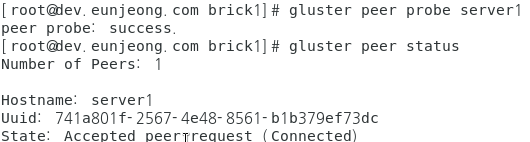 [root@dev.eunjeong.com brick1]# gluster peer probe server1
peer probe: success.
[root@dev.eunjeong.com brick1]# gluster peer status
Number of Peers: 1
Hostname: server1
Uuid: 741a801f-2567-4e48-8561-b1b379ef73dc
State: Accepted peer request (Connected)